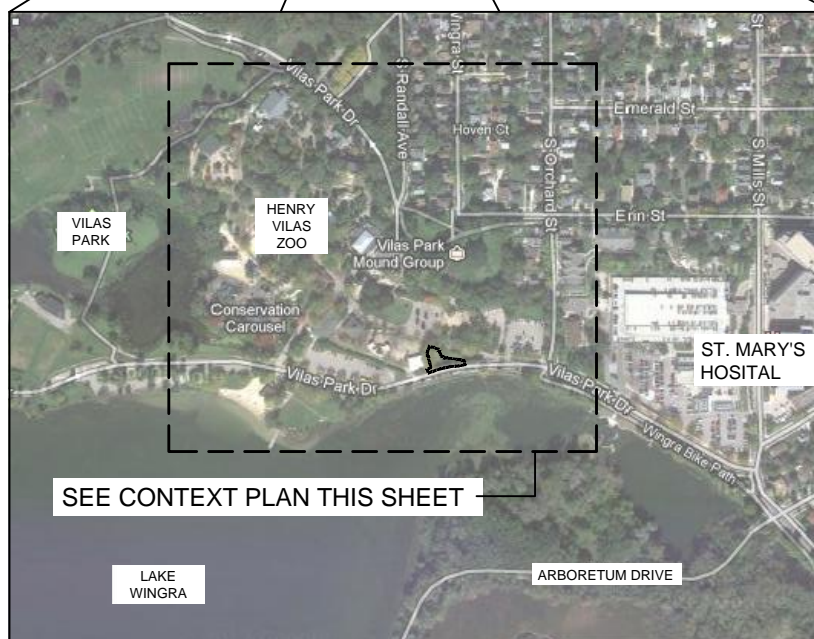 Vilas Park Dr
S Randall Ave
Wingra St
St
Emerald St
Hoven Ct
S Orchard St
S Mills St
Erin St
VILAS
PARK
k
HENRY
VILAS
ZOO
Vilas Park
Mound Group
Conservation
Carousel
ST. MARY'S
HOSITAL
Vilas Park Dr
Vilas Park Dr
Wingra Bike Path
SEE CONTEXT PLAN THIS SHEET
LAKE
WINGRA
ARBORETUM DRIVE